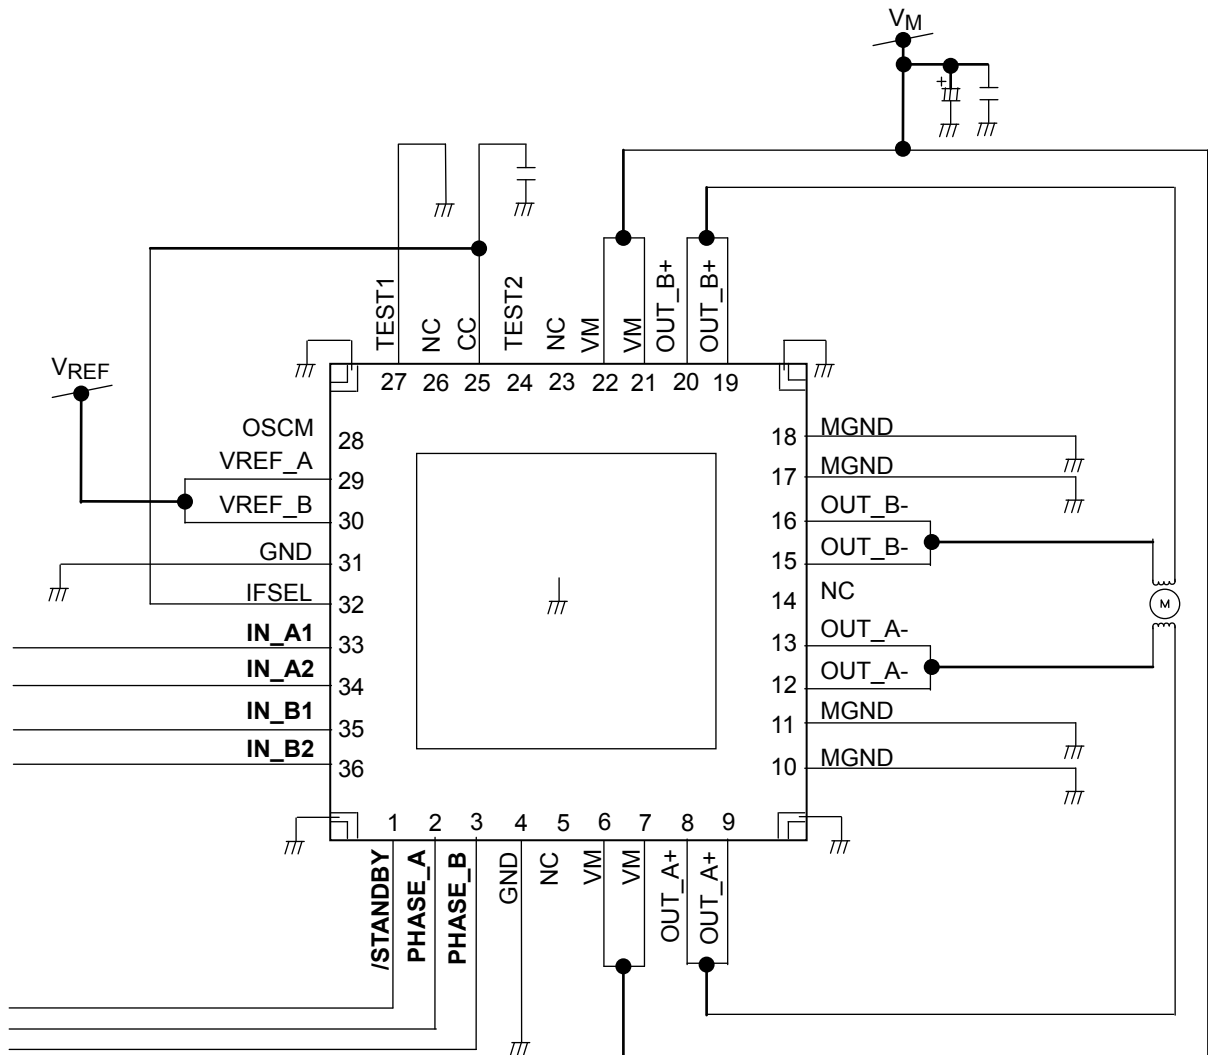 VM
+
TEST1
NC
CC
TEST2
NC
VM
VM
OUT_B+
OUT_B+
27
26
25
24
23
22
21
20
19
VREF
OSCM
28
VREF_A
29
VREF_B
30
GND
31
IFSEL
32
IN_A1
33
IN_A2
34
IN_B1
35
IN_B2
36
18
MGND
17
MGND
16
OUT_B-
15
OUT_B-
14
NC
13
OUT_A-
12
OUT_A-
11
MGND
10
MGND
M
1
2
3
4
5
6
7
8
9
/STANDBY
PHASE_A
PHASE_B
GND
NC
VM
VM
OUT_A+
OUT_A+